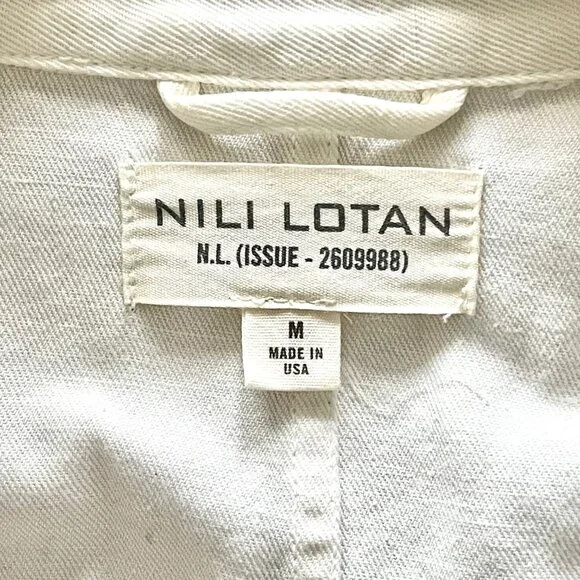 NILI LOTAN
N.L. (ISSUE - 2609988)
M
MADE IN
USA